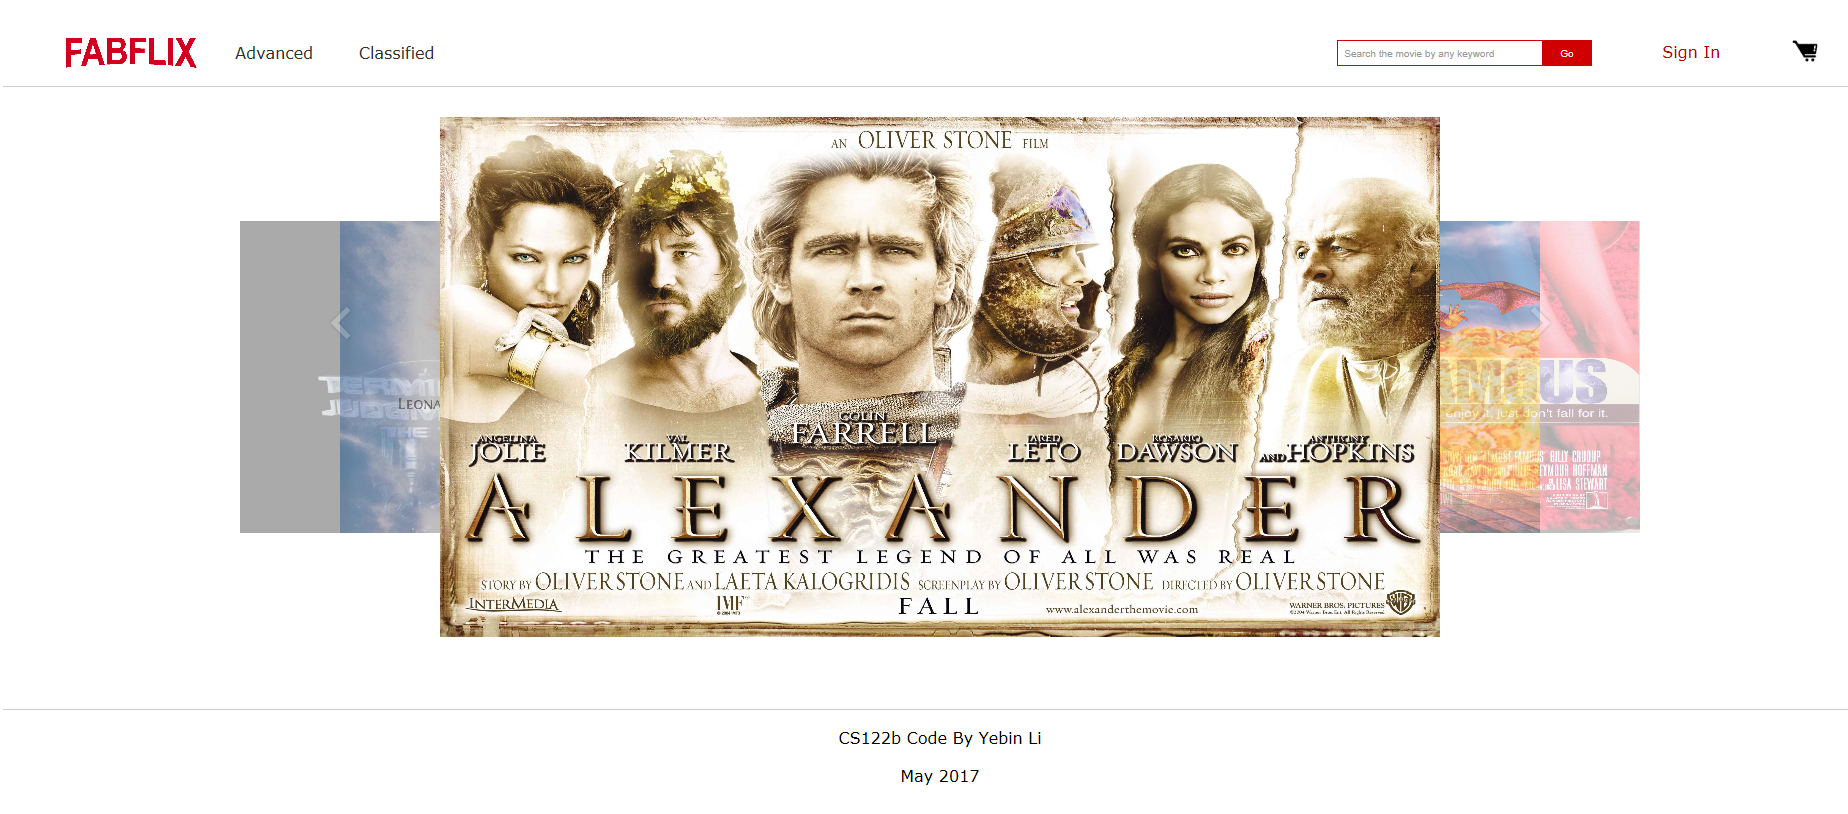 FABFLIX
Advanced
Classified
Search the movie by any keyword
Go
Sign In
AN OLIVER STONE FILM
LEONA
ANGELINA JOLIE
VAL KILMER
COLIN FARRELL
JARED LETO
ROSARIO DAWSON
AND ANTHONY HOPKINS
ALEXANDER
THE GREATEST LEGEND OF ALL WAS REAL
STORY BY OLIVER STONE AND LAETA KALOGRIDIS SCREENPLAY BY OLIVER STONE DIRECTED BY OLIVER STONE
INTERMEDIA
IMF
FALL
www.alexanderthemovie.com
WARNER BROS. PICTURES
AMOUS
enjoy it. just don't fall for it.
BILLY CRUDUP
SEYMOUR HOFFMAN
LISA STEWART
CS122b Code By Yebin Li
May 2017